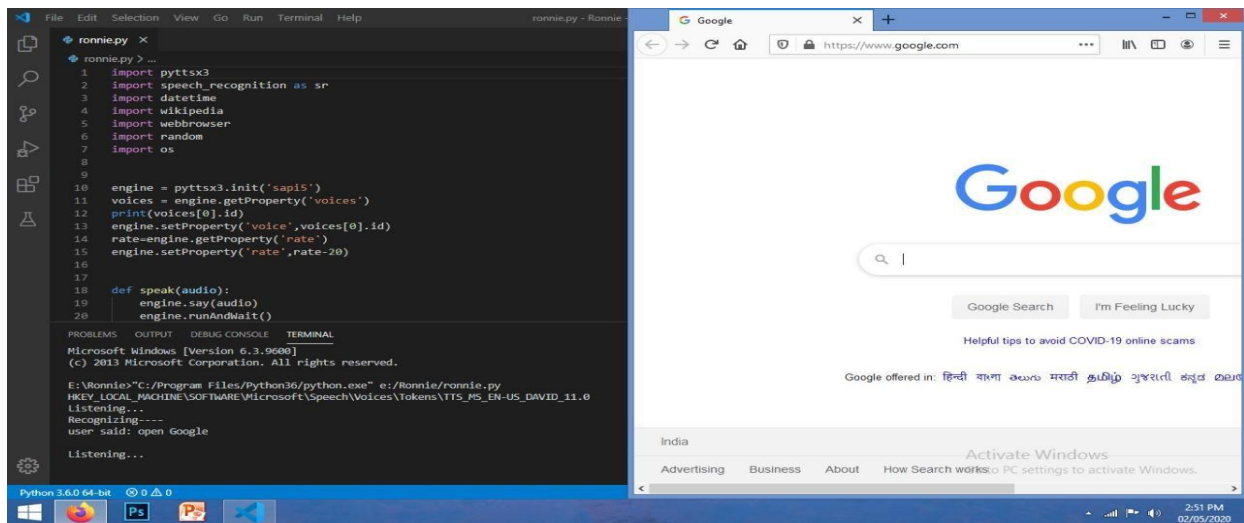 File Edit Selection View Go Run Terminal Help
ronnie.py - Ronnie -
ronnie.py ×
ronnie.py > ...
1 import pyttsx3
2 import speech_recognition as sr
3 import datetime
4 import wikipedia
5 import webbrowser
6 import random
7 import os
8
9
10 engine = pyttsx3.init('sapi5')
11 voices = engine.getProperty('voices')
12 print(voices[0].id)
13 engine.setProperty('voice',voices[0].id)
14 rate=engine.getProperty('rate')
15 engine.setProperty('rate',rate-20)
16
17
18 def speak(audio):
19 engine.say(audio)
20 engine.runAndWait()
PROBLEMS OUTPUT DEBUG CONSOLE TERMINAL
Microsoft Windows [Version 6.3.9600]
(c) 2013 Microsoft Corporation. All rights reserved.
E:\Ronnie>"C:/Program Files/Python36/python.exe" e:/Ronnie/ronnie.py
HKEY_LOCAL_MACHINE\SOFTWARE\Microsoft\Speech\Voices\Tokens\TTS_MS_EN-US_DAVID_11.0
Listening...
Recognizing----
user said: open Google
Listening...
Python 3.6.0 64-bit 0 0
Google
https://www.google.com
Google
Google Search I'm Feeling Lucky
Helpful tips to avoid COVID-19 online scams
Google offered in: हिन्दी বাংলা తెలుగు मराठी தமிழ் ગુજરાતી ಕನ್ನಡ
India
Activate Windows
Advertising Business About How Search works
to PC settings to activate Windows.
Ps
2:51 PM
02/05/2020